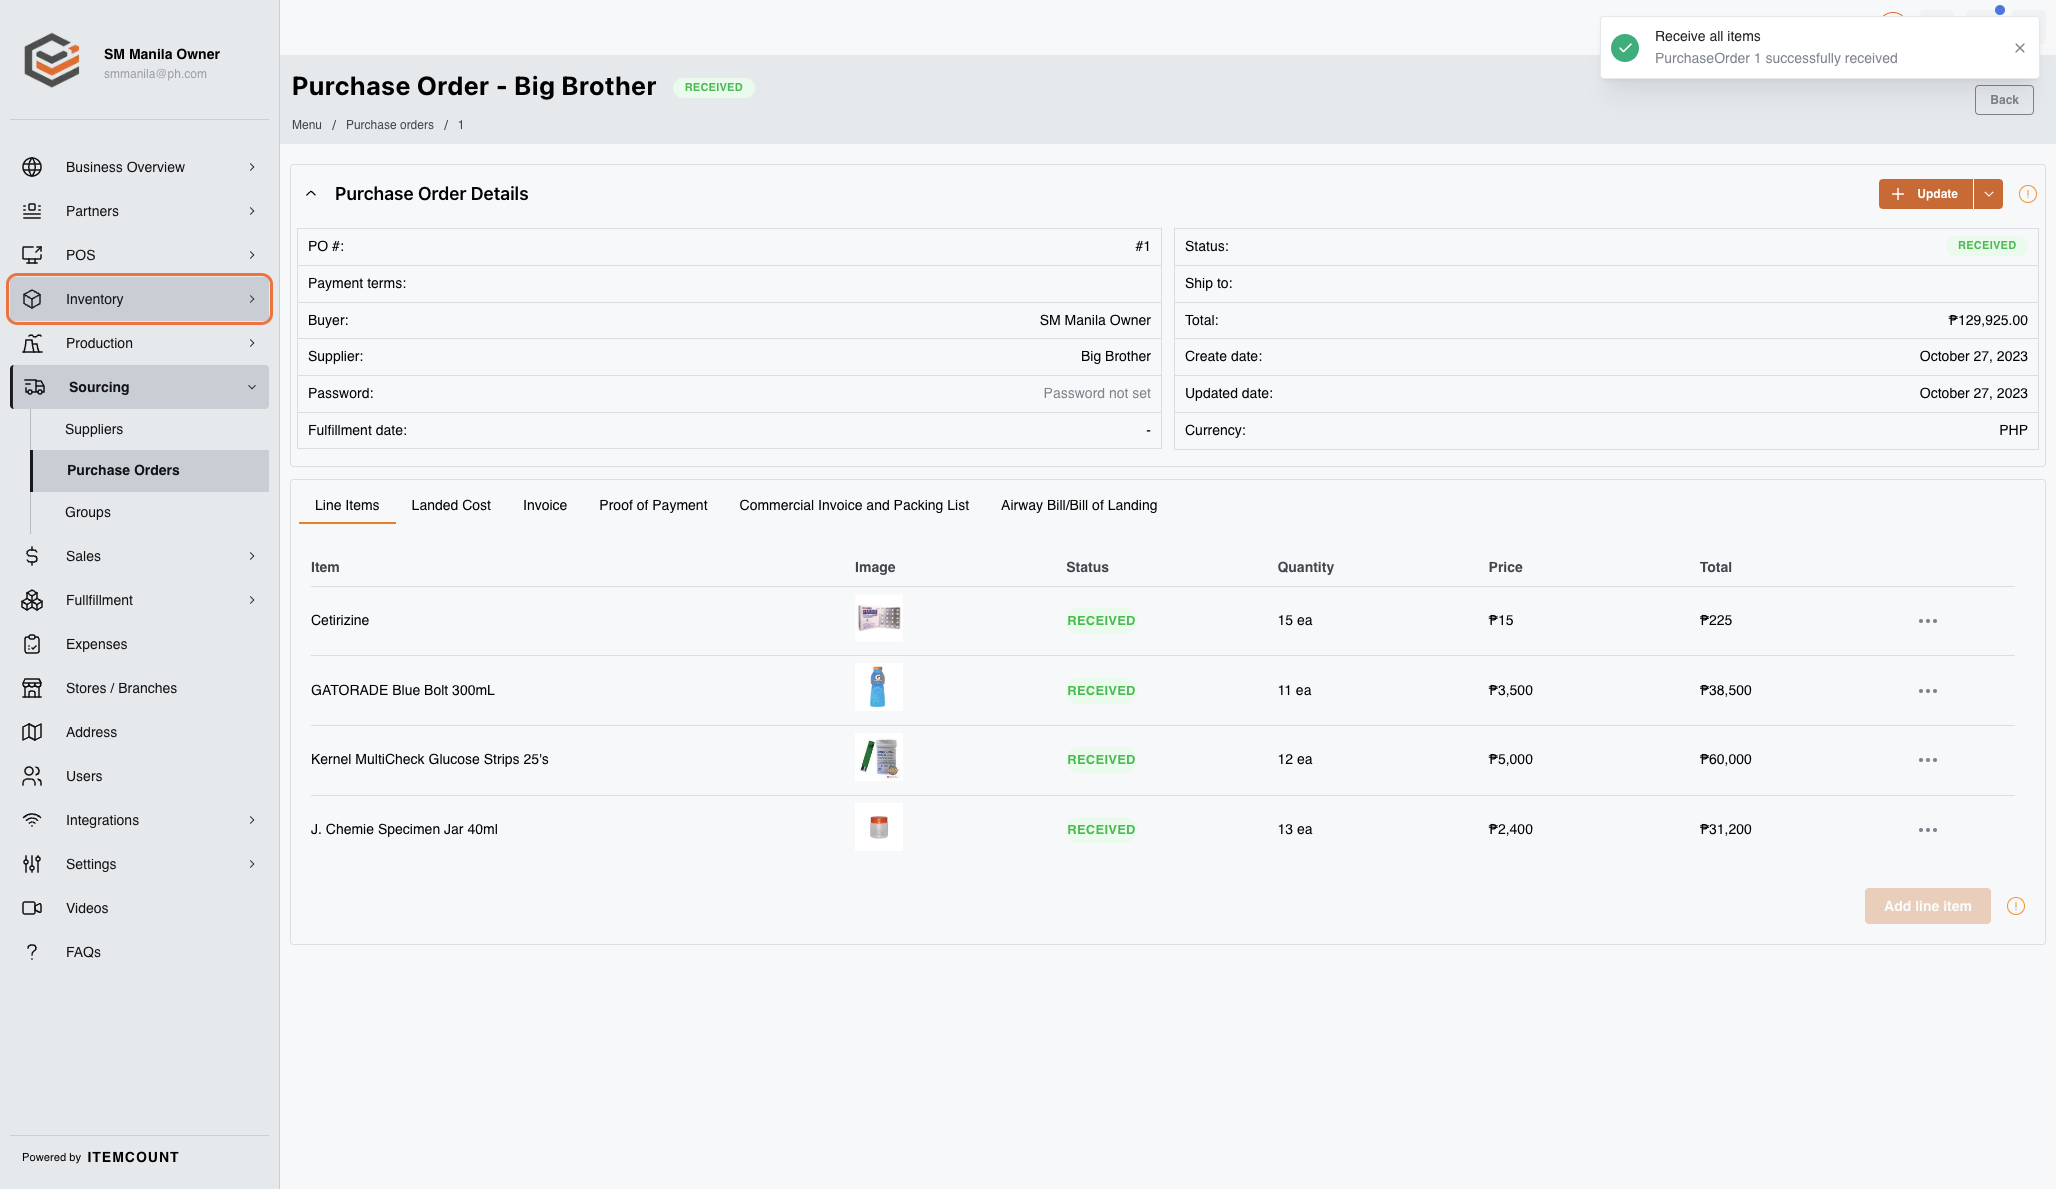 SM Manila Owner
smmanila@ph.com
Business Overview
Partners
POS
Inventory
Production
Sourcing
Suppliers
Purchase Orders
Groups
Sales
Fullfillment
Expenses
Stores / Branches
Address
Users
Integrations
Settings
Videos
FAQs
Powered by ITEMCOUNT
Receive all items
PurchaseOrder 1 successfully received
Purchase Order - Big Brother RECEIVED
Back
Menu / Purchase orders / 1
Purchase Order Details
Update
PO #: #1
Payment terms:
Buyer: SM Manila Owner
Supplier: Big Brother
Password: Password not set
Fulfillment date: -
Status: RECEIVED
Ship to:
Total: ₱129,925.00
Create date: October 27, 2023
Updated date: October 27, 2023
Currency: PHP
Line Items Landed Cost Invoice Proof of Payment Commercial Invoice and Packing List Airway Bill/Bill of Landing
Item Image Status Quantity Price Total
Cetirizine RECEIVED 15 ea ₱15 ₱225
GATORADE Blue Bolt 300mL RECEIVED 11 ea ₱3,500 ₱38,500
Kernel MultiCheck Glucose Strips 25's RECEIVED 12 ea ₱5,000 ₱60,000
J. Chemie Specimen Jar 40ml RECEIVED 13 ea ₱2,400 ₱31,200
Add line item